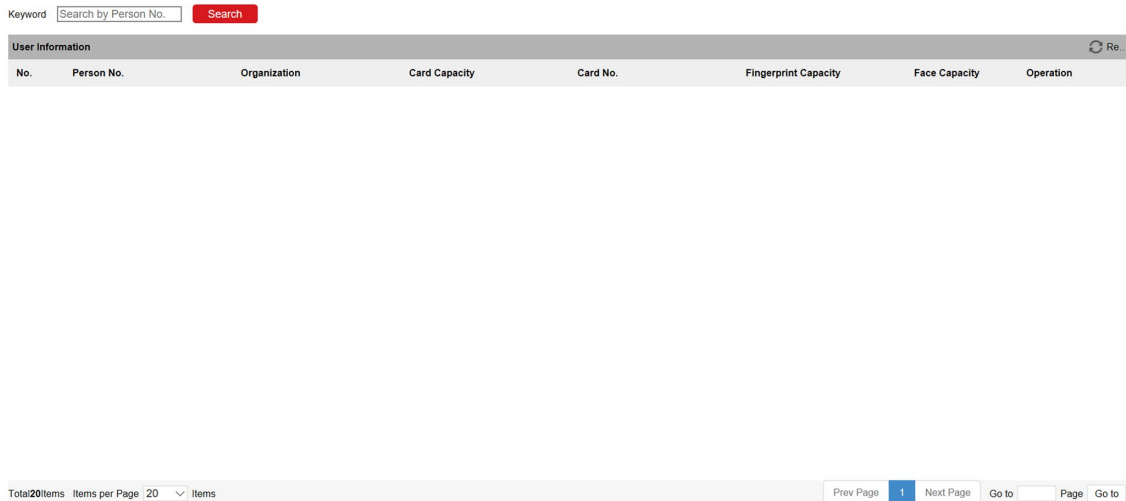 Keyword Search by Person No. Search
User Information Re..
No. Person No. Organization Card Capacity Card No. Fingerprint Capacity Face Capacity Operation
Total20Items Items per Page 20 Items Prev Page 1 Next Page Go to Page Go to